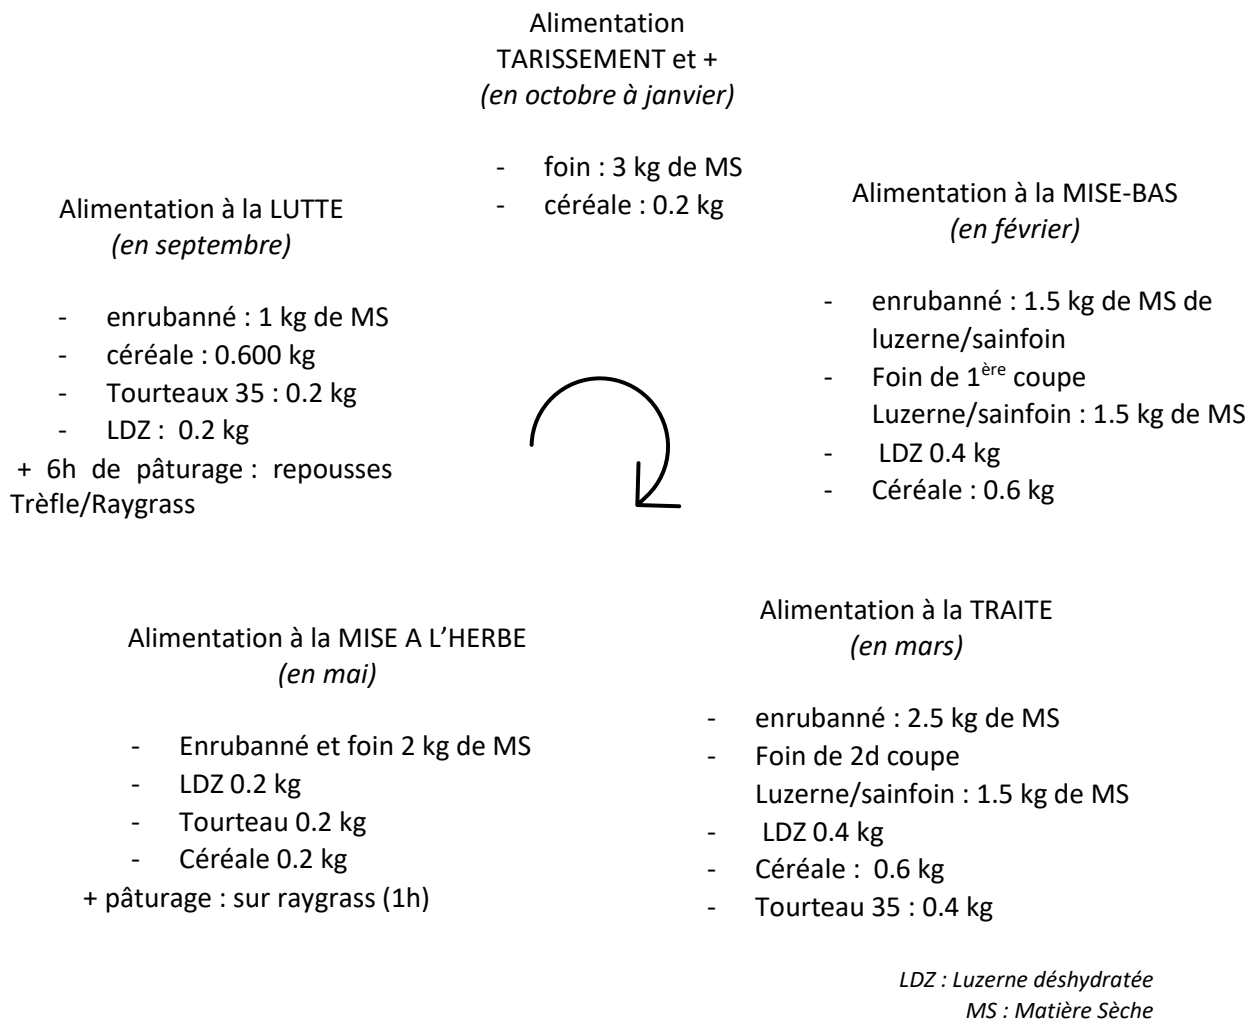 Alimentation
TARISSEMENT et +
(en octobre à janvier)
- foin : 3 kg de MS
- céréale : 0.2 kg
Alimentation à la MISE-BAS
(en février)
- enrubanné : 1.5 kg de MS de
luzerne/sainfoin
- Foin de 1ère coupe
Luzerne/sainfoin : 1.5 kg de MS
- LDZ 0.4 kg
- Céréale : 0.6 kg
Alimentation à la TRAITE
(en mars)
- enrubanné : 2.5 kg de MS
- Foin de 2d coupe
Luzerne/sainfoin : 1.5 kg de MS
- LDZ 0.4 kg
- Céréale : 0.6 kg
- Tourteau 35 : 0.4 kg
Alimentation à la MISE A L’HERBE
(en mai)
- Enrubanné et foin 2 kg de MS
- LDZ 0.2 kg
- Tourteau 0.2 kg
- Céréale 0.2 kg
+ pâturage : sur raygrass (1h)
Alimentation à la LUTTE
(en septembre)
- enrubanné : 1 kg de MS
- céréale : 0.600 kg
- Tourteaux 35 : 0.2 kg
- LDZ : 0.2 kg
+ 6h de pâturage : repousses
Trèfle/Raygrass
LDZ : Luzerne déshydratée
MS : Matière Sèche